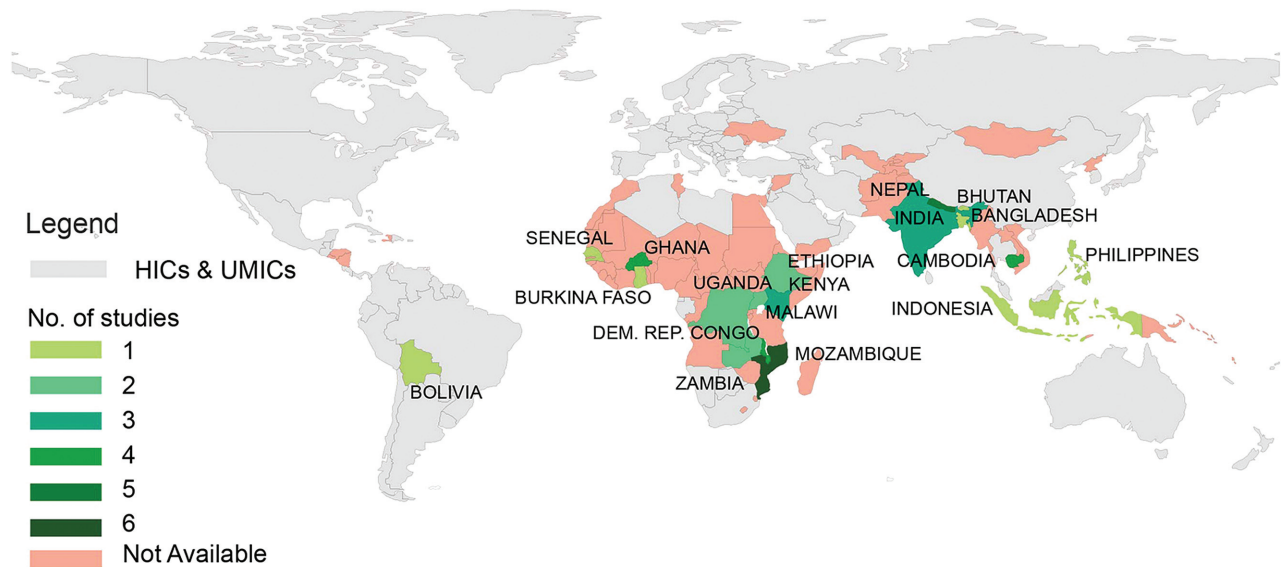 NEPAL
BHUTAN
INDIA
BANGLADESH
SENEGAL
GHANA
ETHIOPIA
CAMBODIA
PHILIPPINES
UGANDA
KENYA
BURKINA FASO
MALAWI
INDONESIA
DEM. REP. CONGO
MOZAMBIQUE
ZAMBIA
BOLIVIA
Legend
HICs & UMICs
No. of studies
1
2
3
4
5
6
Not Available